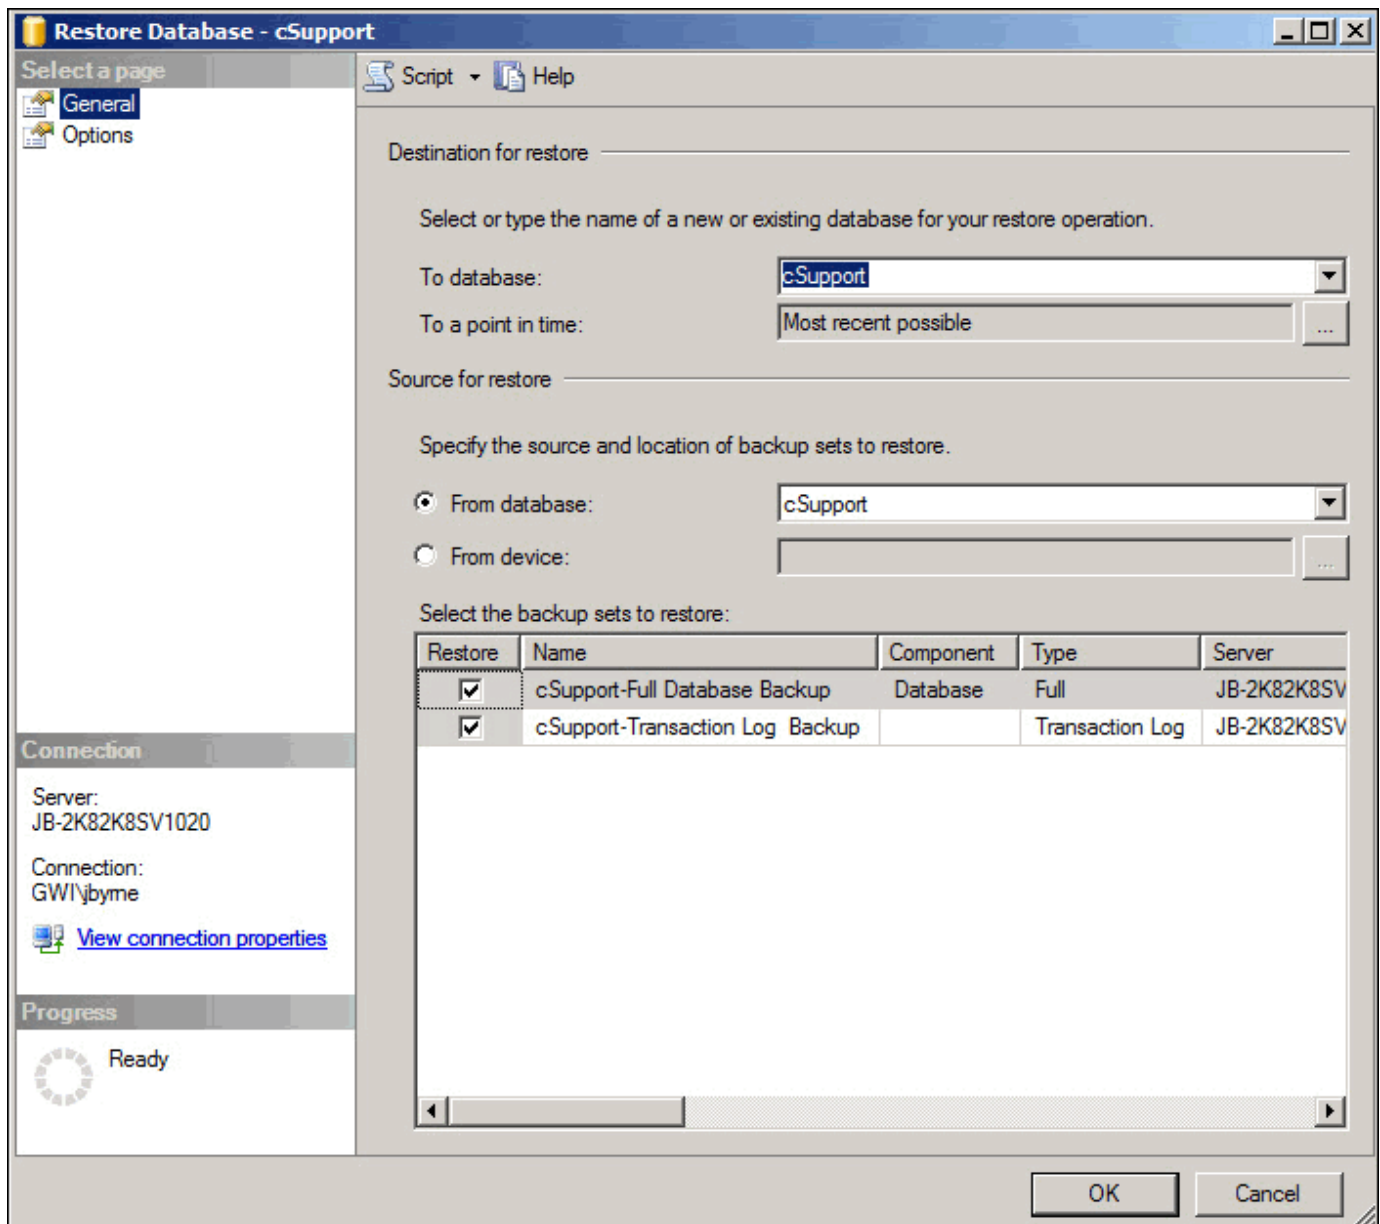 Restore Database - cSupport
Select a page
General
Options
Script Help
Destination for restore
Select or type the name of a new or existing database for your restore operation.
To database: cSupport
To a point in time: Most recent possible ...
Source for restore
Specify the source and location of backup sets to restore.
From database: cSupport
From device: ...
Select the backup sets to restore:
Restore Name Component Type Server
cSupport-Full Database Backup Database Full JB-2K82K8SV
cSupport-Transaction Log Backup Transaction Log JB-2K82K8SV
Connection
Server:
JB-2K82K8SV1020
Connection:
GWI\jbyrne
View connection properties
Progress
Ready
OK Cancel